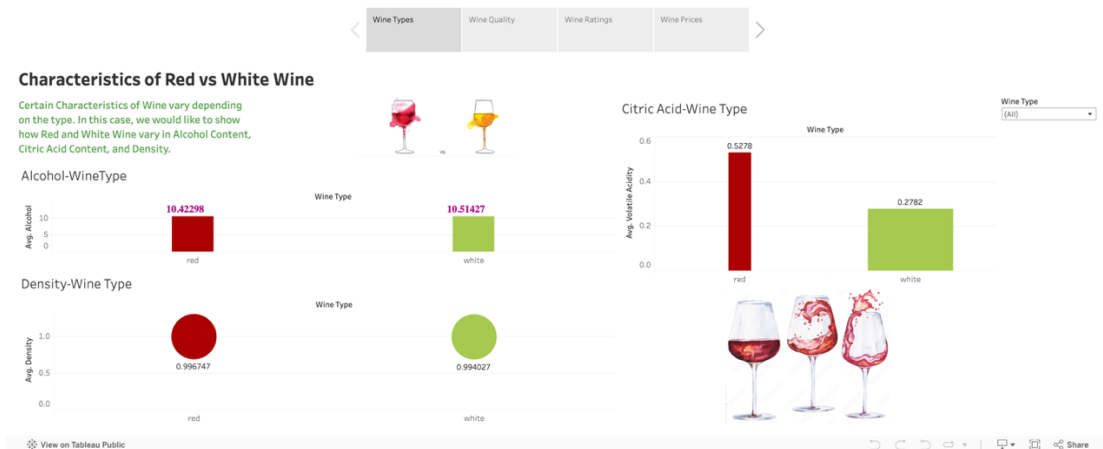 Wine Types
Wine Quality
Wine Ratings
Wine Prices
Characteristics of Red vs White Wine
Certain Characteristics of Wine vary depending
on the type. In this case, we would like to show
how Red and White Wine vary in Alcohol Content,
Citric Acid Content, and Density.
vs
Alcohol-WineType
Wine Type
Avg. Alcohol
10
5
0
10.42298
10.51427
red
white
Density-Wine Type
Wine Type
Avg. Density
1.0
0.5
0.0
0.996747
0.994027
red
white
Citric Acid-Wine Type
Wine Type
Avg. Volatile Acidity
0.6
0.4
0.2
0.0
0.5278
0.2782
red
white
Wine Type
(All)
View on Tableau Public
Share